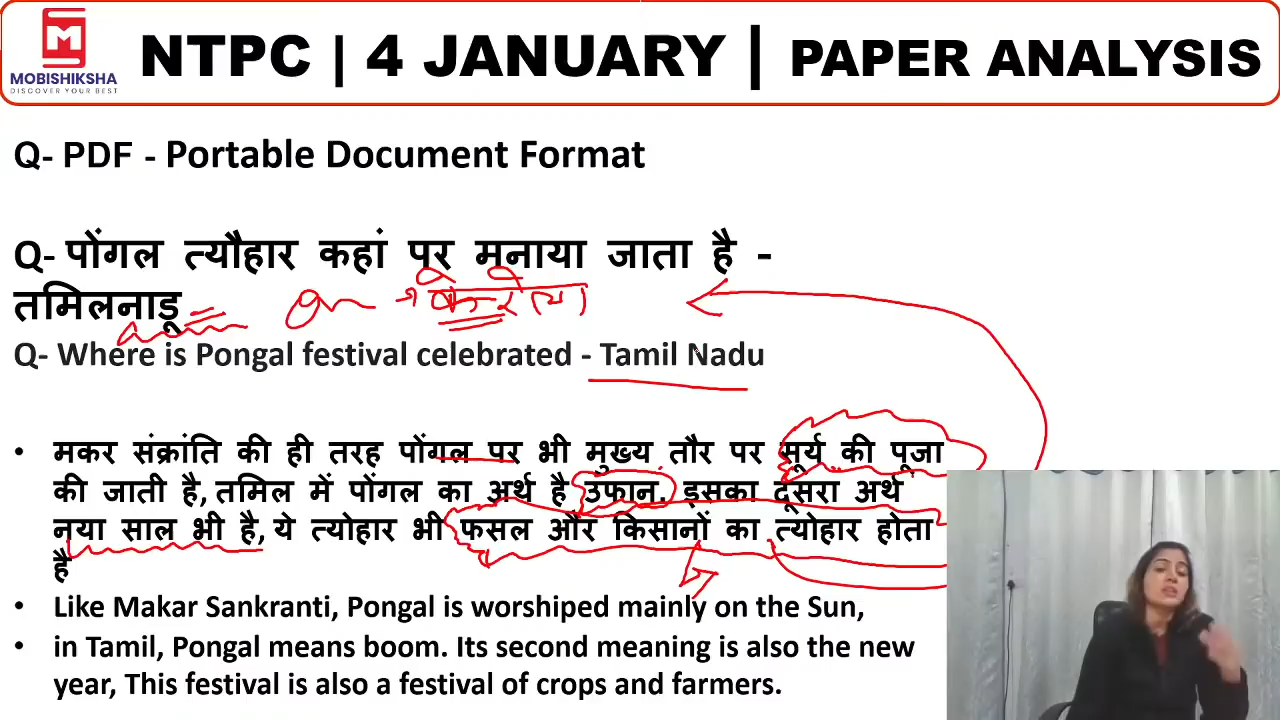 MOBISHIKSHA
DISCOVER YOUR BEST
NTPC | 4 JANUARY | PAPER ANALYSIS
Q- PDF - Portable Document Format
Q- पोंगल त्यौहार कहां पर मनाया जाता है -
तमिलनाडू
Q- Where is Pongal festival celebrated - Tamil Nadu
• मकर संक्रांति की ही तरह पोंगल पर भी मुख्य तौर पर सूर्य की पूजा
की जाती है, तमिल में पोंगल का अर्थ है उफान, इसका दूसरा अर्थ
नया साल भी है, ये त्योहार भी फसल और किसानों का त्योहार होता
है
• Like Makar Sankranti, Pongal is worshiped mainly on the Sun,
• in Tamil, Pongal means boom. Its second meaning is also the new
year, This festival is also a festival of crops and farmers.